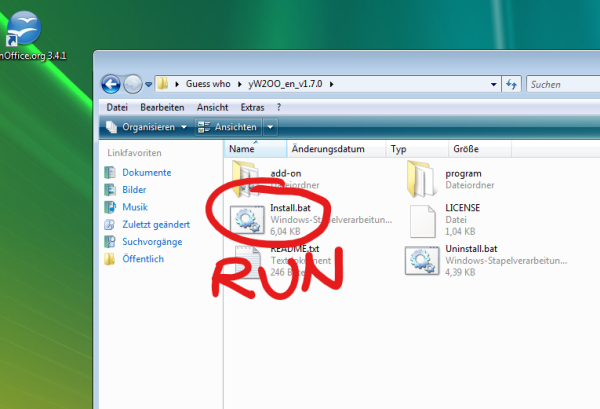 nOffice.org 3.4.1
Guess who
yW2OO_en_v1.7.0
Suchen
Datei Bearbeiten Ansicht Extras ?
Organisieren Ansichten
Linkfavoriten
Dokumente
Bilder
Musik
Zuletzt geändert
Suchvorgänge
Öffentlich
Name Änderungsdatum Typ Größe
add-on
Dateiordner
program
Dateiordner
Install.bat
Windows-Stapelverarbeitun...
6,04 KB
LICENSE
Datei
1,04 KB
README.txt
Textdokument
246 Bytes
Uninstall.bat
Windows-Stapelverarbeitun...
4,39 KB
RUN